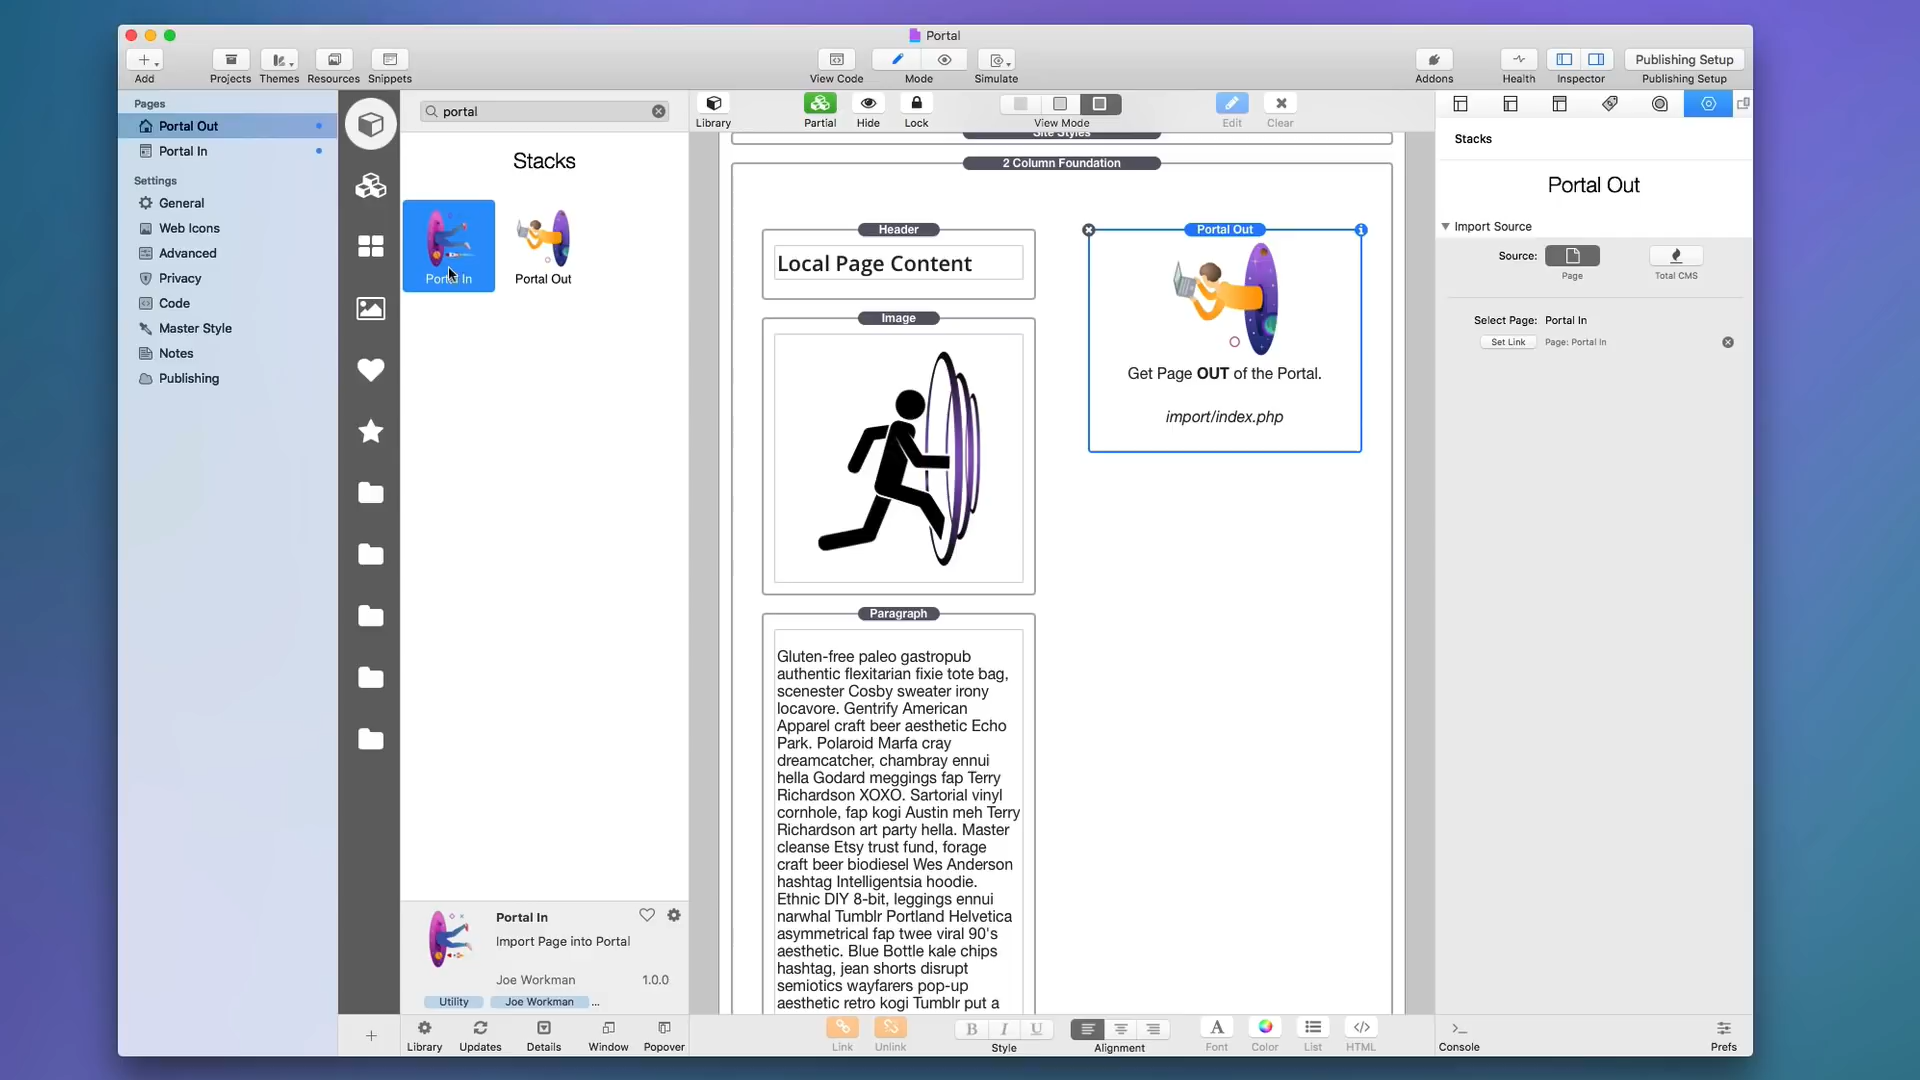 Portal
Add
Projects
Themes
Resources
Snippets
View Code
Mode
Simulate
Addons
Health
Inspector
Publishing Setup
Publishing Setup
Pages
Portal Out
Portal In
Settings
General
Web Icons
Advanced
Privacy
Code
Master Style
Notes
Publishing
portal
Stacks
Portal In
Portal Out
Portal In
Import Page into Portal
Joe Workman
1.0.0
Utility
Joe Workman
...
Library
Updates
Details
Window
Popover
Library
Partial
Hide
Lock
View Mode
Edit
Clear
Site Styles
2 Column Foundation
Header
Local Page Content
Image
Paragraph
Gluten-free paleo gastropub
authentic flexitarian fixie tote bag,
scenester Cosby sweater irony
locavore. Gentrify American
Apparel craft beer aesthetic Echo
Park. Polaroid Marfa cray
dreamcatcher, chambray ennui
hella Godard meggings fap Terry
Richardson XOXO. Sartorial vinyl
cornhole, fap kogi Austin meh Terry
Richardson art party hella. Master
cleanse Etsy trust fund, forage
craft beer biodiesel Wes Anderson
hashtag Intelligentsia hoodie.
Ethnic DIY 8-bit, leggings ennui
narwhal Tumblr Portland Helvetica
asymmetrical fap twee viral 90's
aesthetic. Blue Bottle kale chips
hashtag, jean shorts disrupt
semiotics wayfarers pop-up
aesthetic retro kogi Tumblr put a
Portal Out
Get Page OUT of the Portal.
import/index.php
Link
Unlink
B I U
Style
Alignment
A
Font
Color
List
HTML
Stacks
Portal Out
Import Source
Source:
Page
Total CMS
Select Page: Portal In
Set Link
Page: Portal In
Console
Prefs